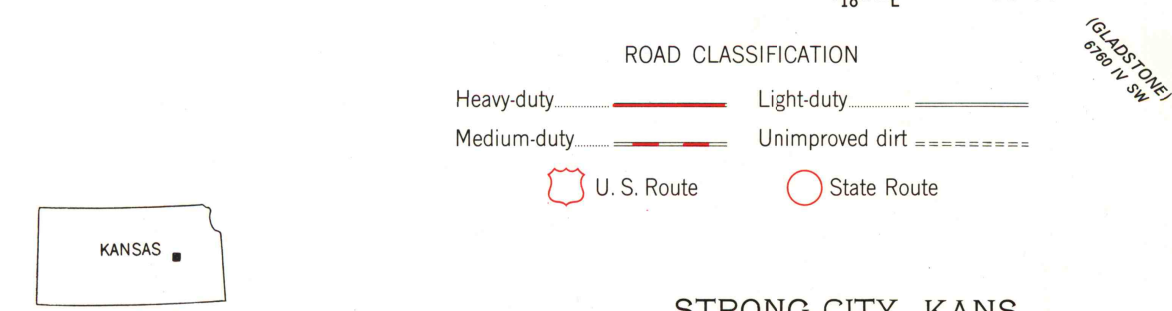 (GLADSTONE)
6760 IV SW
ROAD CLASSIFICATION
Heavy-duty
Light-duty
Medium-duty
Unimproved dirt
U. S. Route
State Route
KANSAS
STRONG CITY, KANS.